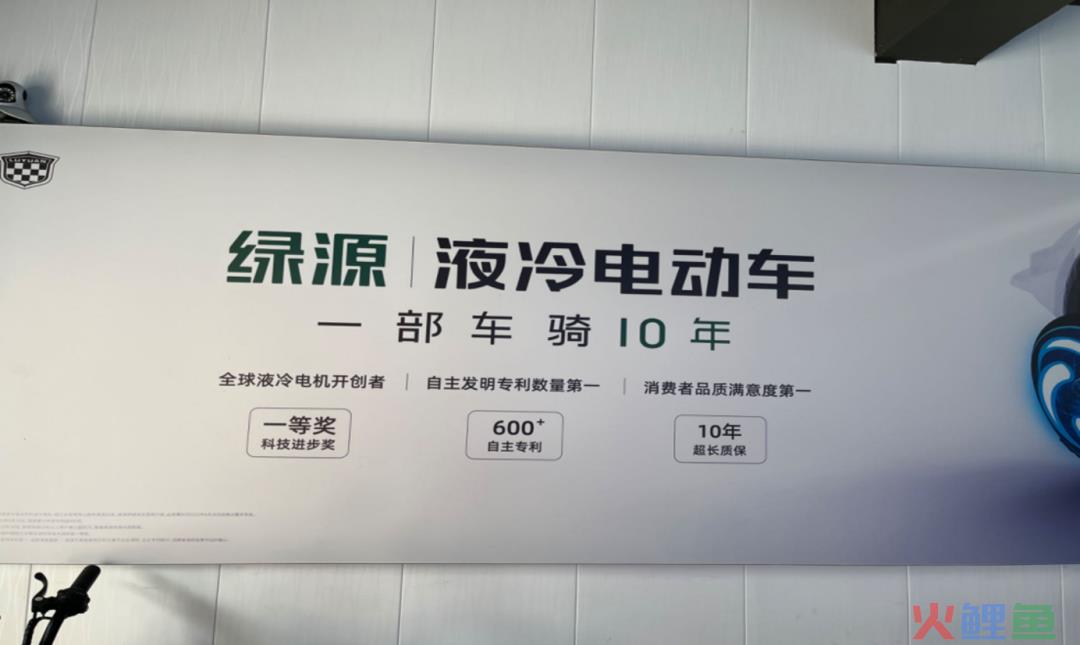 LUYUAN
绿源 | 液冷电动车
一部车骑10年
全球液冷电机开创者 | 自主发明专利数量第一 | 消费者品质满意度第一
一等奖 600+ 10年
科技进步奖 自主专利 超长质保
火鲤鱼